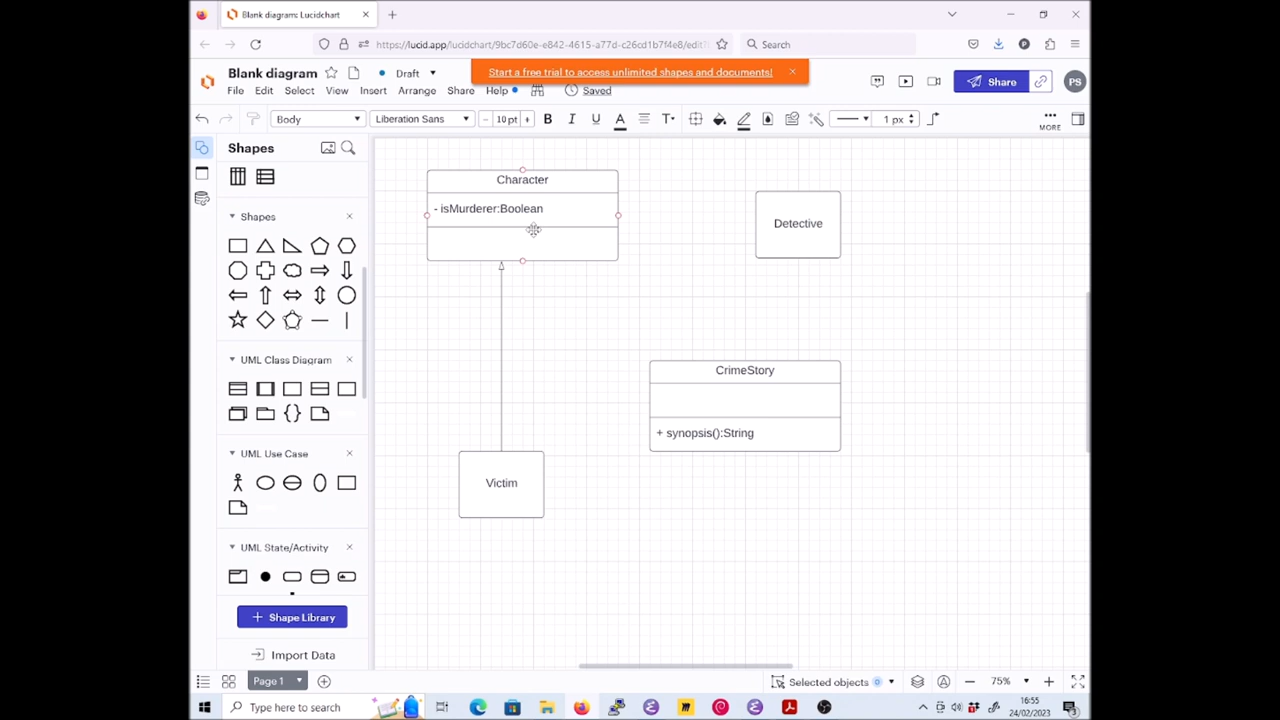 Blank diagram: Lucidchart
https://lucid.app/lucidchart/9bc7d60e-e842-4615-a77d-c26cd1b7f4e8/edit?
Search
Blank diagram
Draft
Start a free trial to access unlimited shapes and documents!
File Edit Select View Insert Arrange Share Help
Saved
Share
PS
Body
Liberation Sans
10 pt
B I U A T
1 px
MORE
Shapes
Shapes
UML Class Diagram
UML Use Case
UML State/Activity
Shape Library
Import Data
Character
- isMurderer:Boolean
Detective
CrimeStory
+ synopsis():String
Victim
Page 1
Selected objects
75%
Type here to search
16:55
24/02/2023